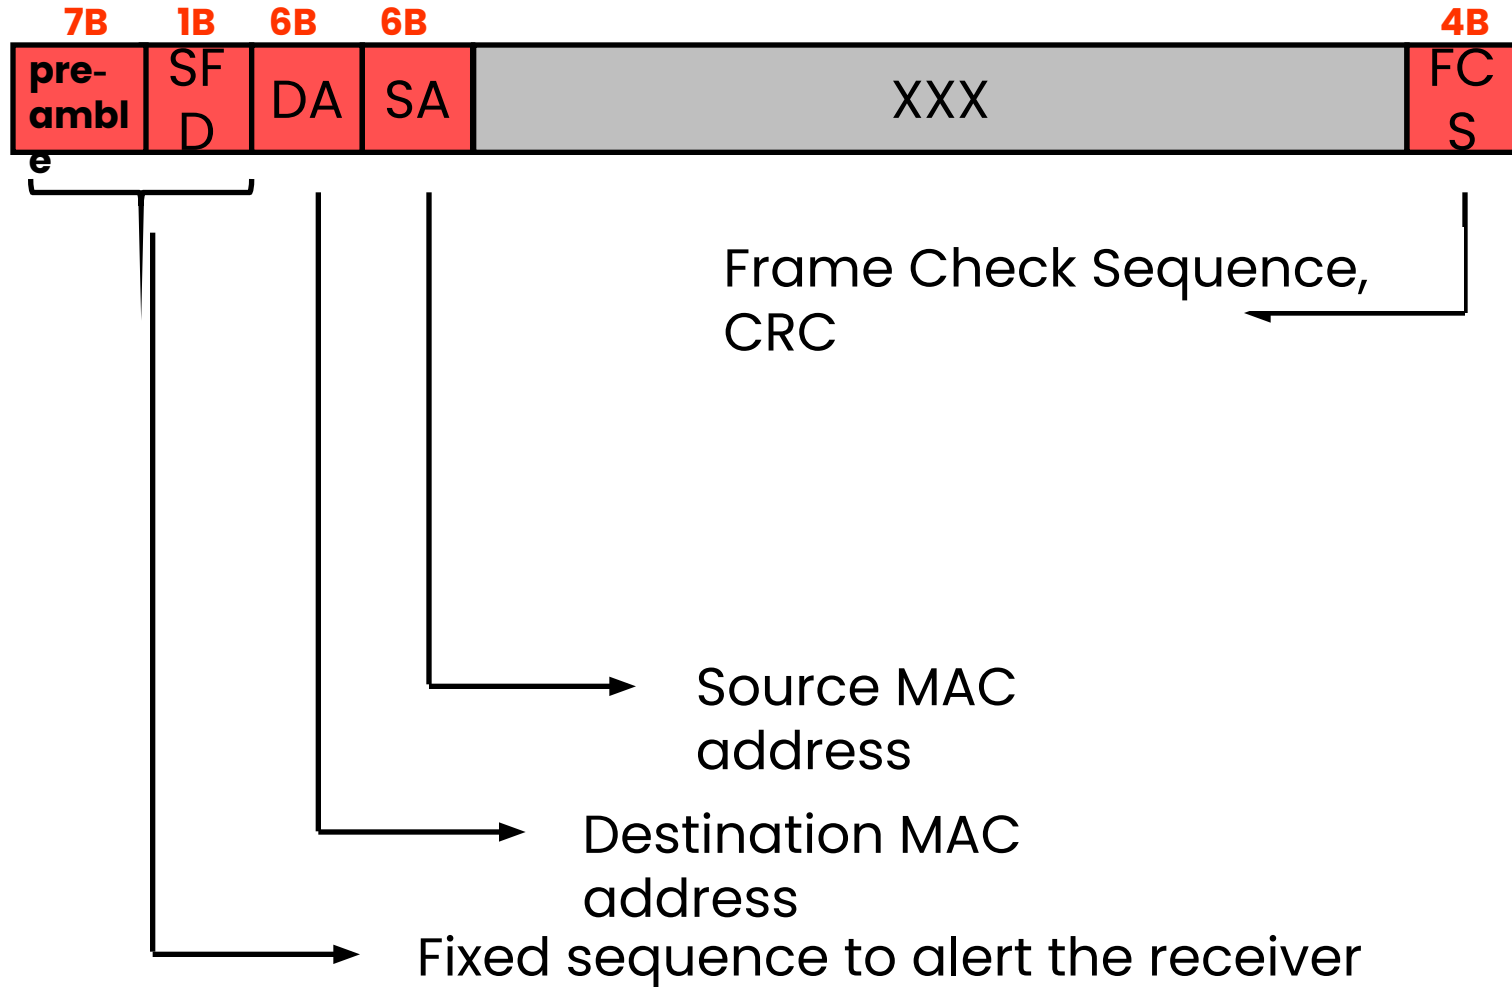 7B 1B 6B 6B 4B
pre-
ambl
e
SF
D
DA
SA
XXX
FC
S
Frame Check Sequence,
CRC
Source MAC
address
Destination MAC
address
Fixed sequence to alert the receiver